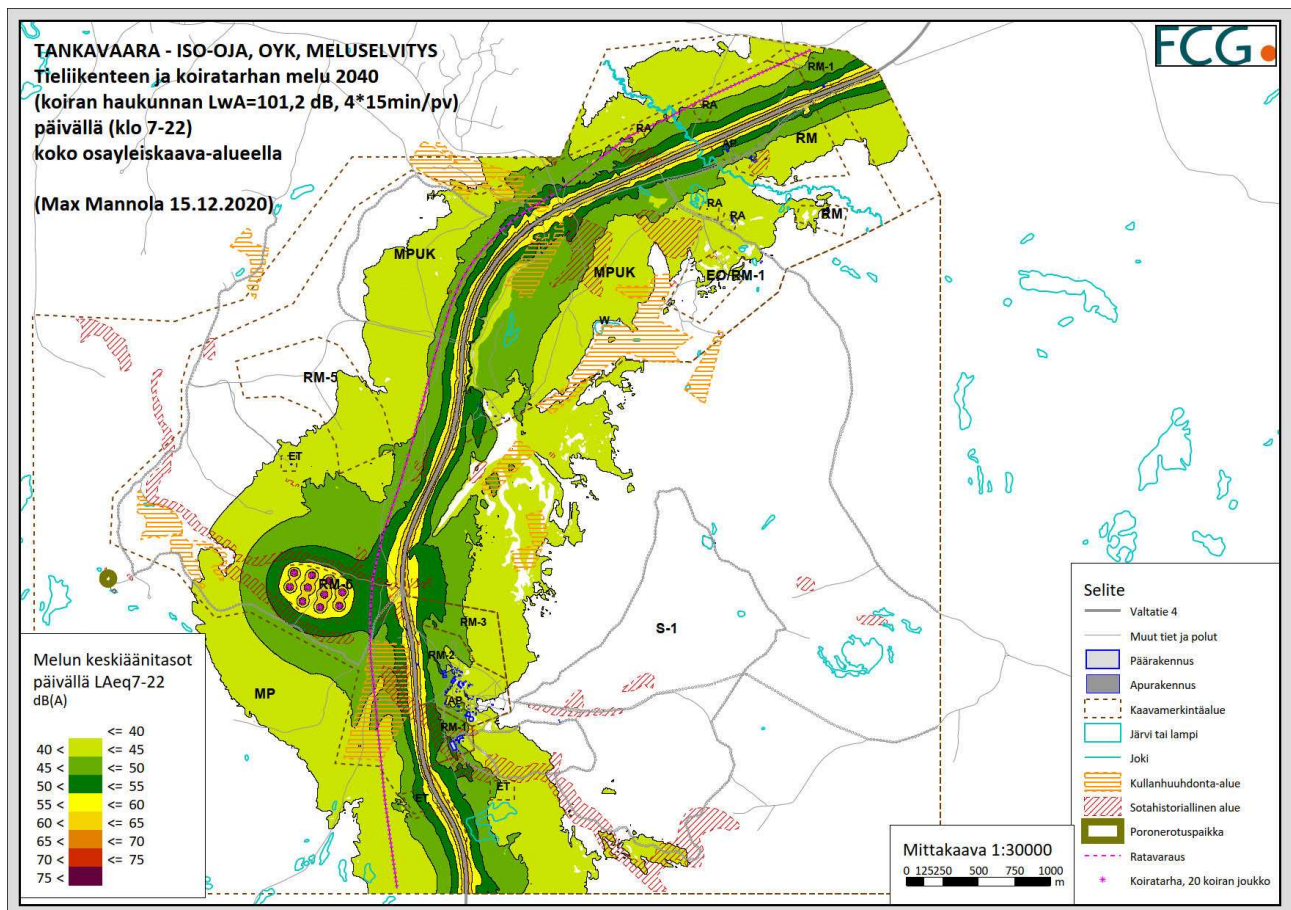 TANKAVAARA - ISO-OJA, OYK, MELUSELVITYS
Tieliikenteen ja koiratarhan melu 2040
(koiran haukunnan LwA=101,2 dB, 4*15min/pv)
päivällä (klo 7-22)
koko osayleiskaava-alueella
(Max Mannola 15.12.2020)
FCG
RM-1
RA
RA
AP
RM
RA
RA
RM
MPUK
MPUK
EO/RM-1
W
RM-5
ET
RM-6
RM-3
S-1
RM-2
MP
AP
RM-1
ET
ET
Melun keskiäänitasot
päivällä LAeq7-22
dB(A)
<= 40
40 < <= 45
45 < <= 50
50 < <= 55
55 < <= 60
60 < <= 65
65 < <= 70
70 < <= 75
75 <
Selite
Valtatie 4
Muut tiet ja polut
Päärakennus
Apurakennus
Kaavamerkintäalue
Järvi tai lampi
Joki
Kullanhuuhdonta-alue
Sotahistoriallinen alue
Poronerotuspaikka
Ratavaraus
Koiratarha, 20 koiran joukko
Mittakaava 1:30000
0 125250 500 750 1000
m